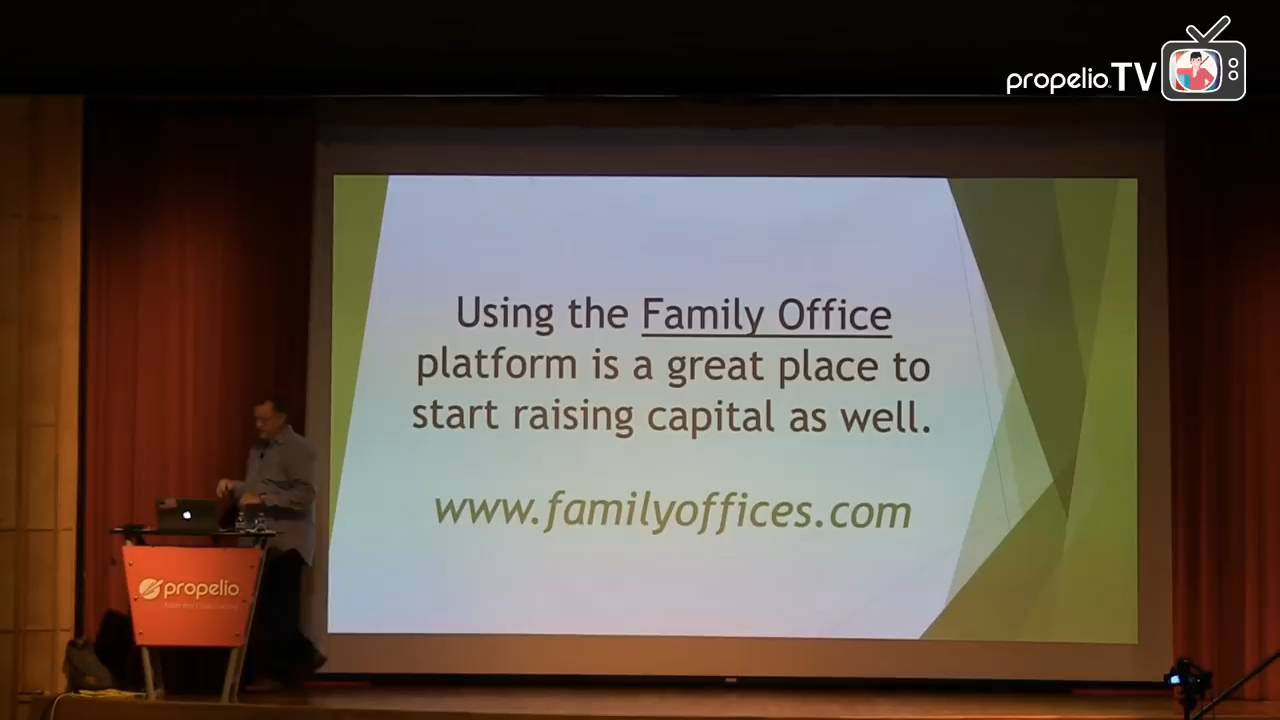 propelio TV
Using the Family Office
platform is a great place to
start raising capital as well.
www.familyoffices.com
propelio